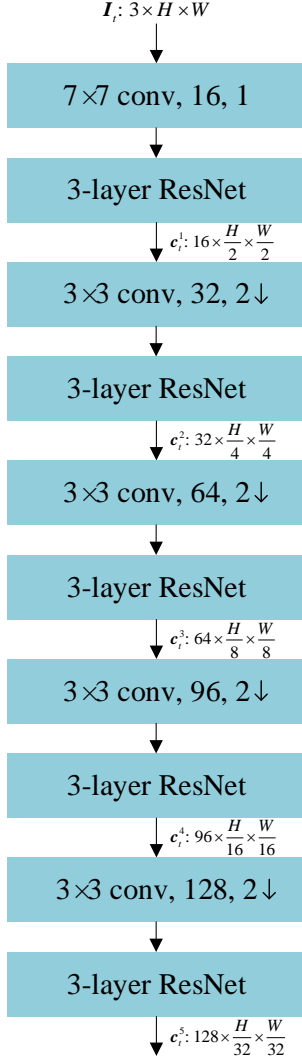 I_t: 3×H×W
7×7 conv, 16, 1
3-layer ResNet
c_t^1: 16×H/2×W/2
3×3 conv, 32, 2↓
3-layer ResNet
c_t^2: 32×H/4×W/4
3×3 conv, 64, 2↓
3-layer ResNet
c_t^3: 64×H/8×W/8
3×3 conv, 96, 2↓
3-layer ResNet
c_t^4: 96×H/16×W/16
3×3 conv, 128, 2↓
3-layer ResNet
c_t^5: 128×H/32×W/32